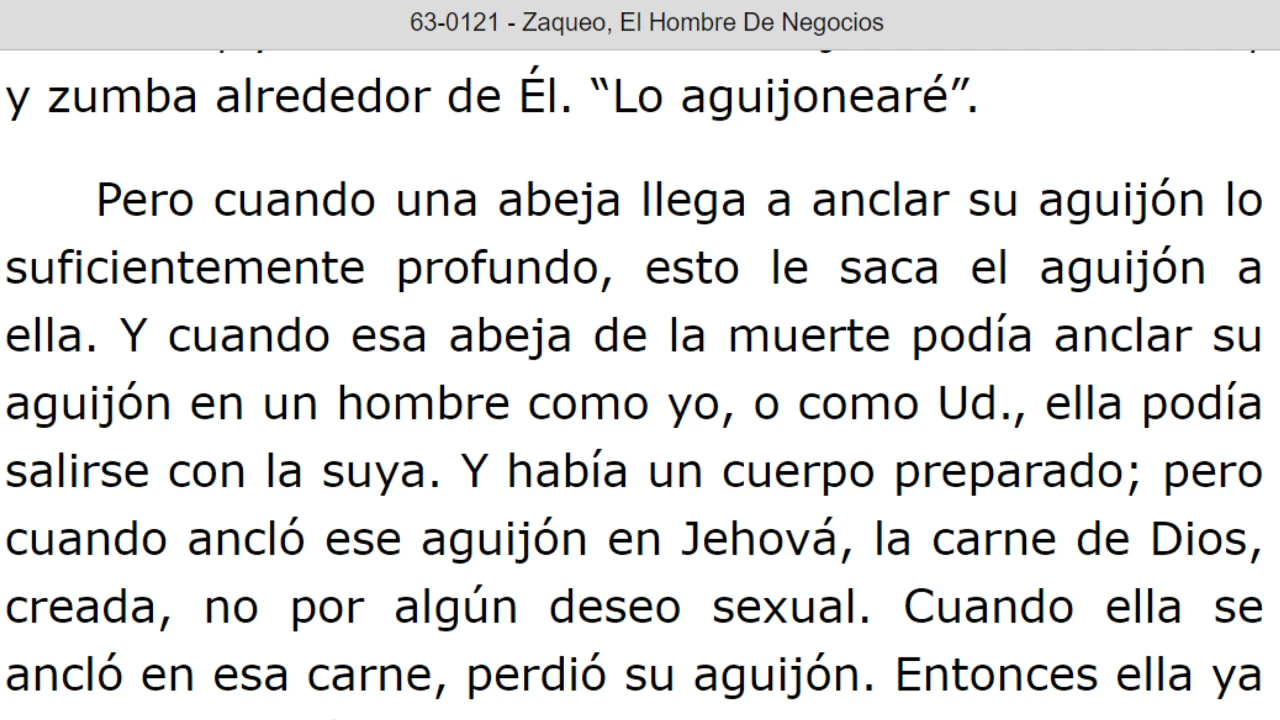 63-0121 - Zaqueo, El Hombre De Negocios
y zumba alrededor de Él. “Lo aguijonearé”.
Pero cuando una abeja llega a anclar su aguijón lo
suficientemente profundo, esto le saca el aguijón a
ella. Y cuando esa abeja de la muerte podía anclar su
aguijón en un hombre como yo, o como Ud., ella podía
salirse con la suya. Y había un cuerpo preparado; pero
cuando ancló ese aguijón en Jehová, la carne de Dios,
creada, no por algún deseo sexual. Cuando ella se
ancló en esa carne, perdió su aguijón. Entonces ella ya